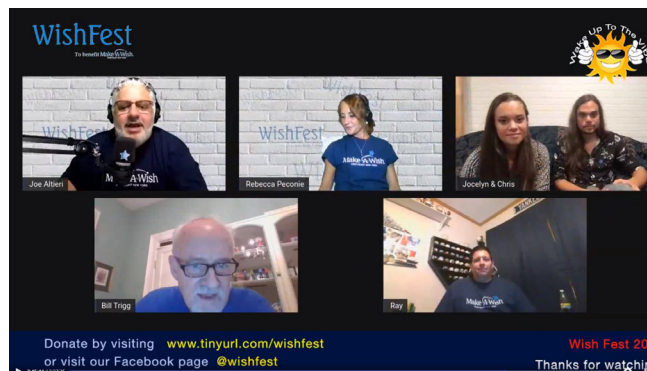 WishFest
To benefit Make-A-Wish
Wake Up To The Vibe
WishFest
WishFest
Make-A-Wish
Make-A-Wish
Make-A-Wish
Joe Altieri
Rebecca Peconie
Jocelyn & Chris
Bill Trigg
Ray
Donate by visiting www.tinyurl.com/wishfest
or visit our Facebook page @wishfest
Wish Fest 20
Thanks for watchin